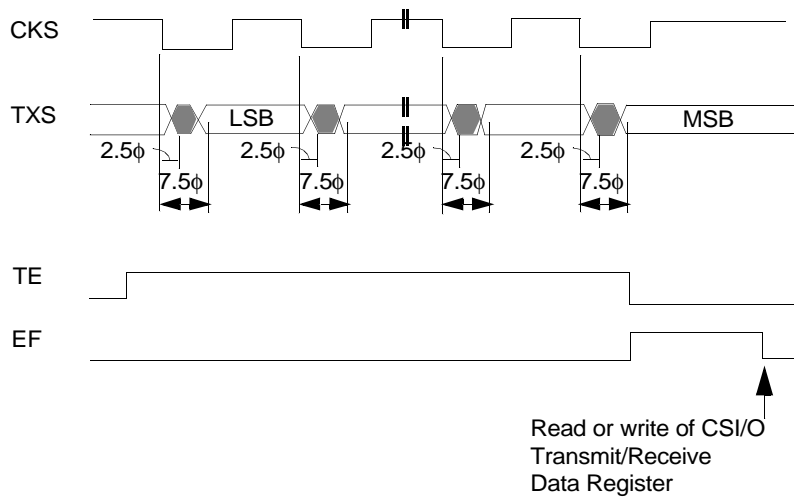 CKS
TXS
LSB
MSB
2.5ϕ
2.5ϕ
2.5ϕ
2.5ϕ
7.5ϕ
7.5ϕ
7.5ϕ
7.5ϕ
TE
EF
Read or write of CSI/O
Transmit/Receive
Data Register